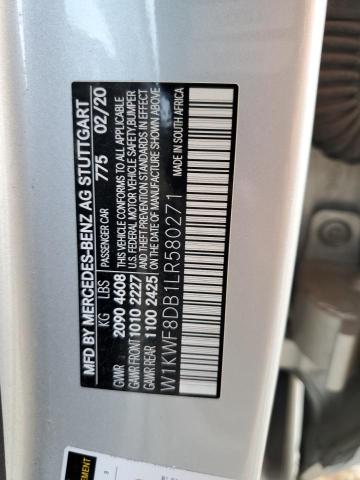 MFD BY MERCEDES-BENZ AG STUTTGART
PASSENGER CAR 775 02/20
KG LBS
GVWR 2090 4608
GAWR FRONT 1010 2227
GAWR REAR 1100 2425
THIS VEHICLE CONFORMS TO ALL APPLICABLE
U.S. FEDERAL MOTOR VEHICLE SAFETY, BUMPER
AND THEFT PREVENTION STANDARDS IN EFFECT
ON THE DATE OF MANUFACTURE SHOWN ABOVE
W1KWF8DB1LR580271
MADE IN SOUTH AFRICA